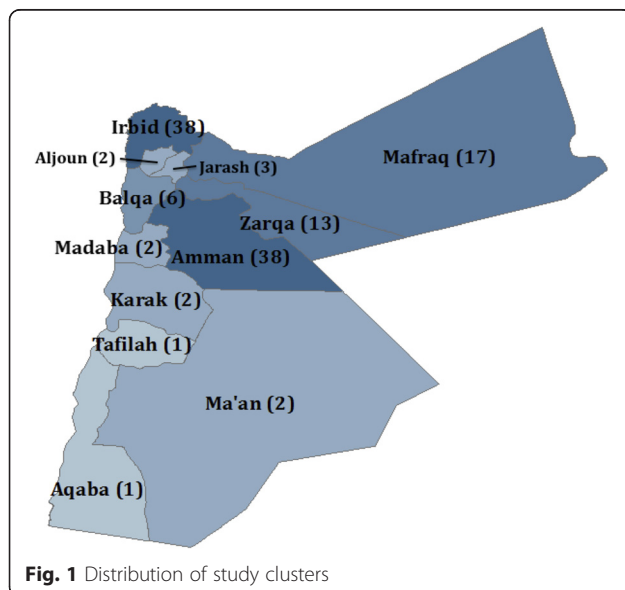 Irbid (38)
Aljoun (2)
Jarash (3)
Mafraq (17)
Balqa (6)
Zarqa (13)
Madaba (2)
Amman (38)
Karak (2)
Tafilah (1)
Ma'an (2)
Aqaba (1)
Fig. 1 Distribution of study clusters